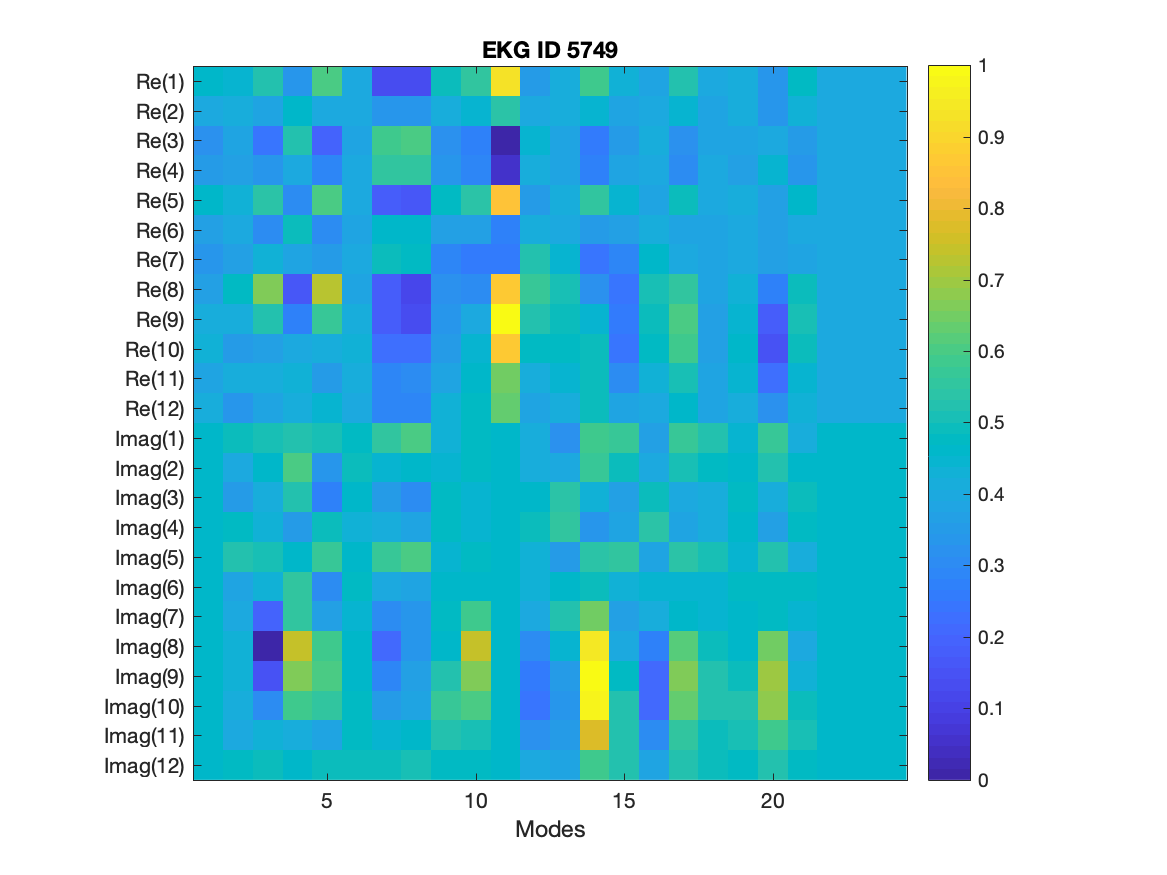 EKG ID 5749
Re(1)
Re(2)
Re(3)
Re(4)
Re(5)
Re(6)
Re(7)
Re(8)
Re(9)
Re(10)
Re(11)
Re(12)
Imag(1)
Imag(2)
Imag(3)
Imag(4)
Imag(5)
Imag(6)
Imag(7)
Imag(8)
Imag(9)
Imag(10)
Imag(11)
Imag(12)
5 10 15 20
Modes
1
0.9
0.8
0.7
0.6
0.5
0.4
0.3
0.2
0.1
0